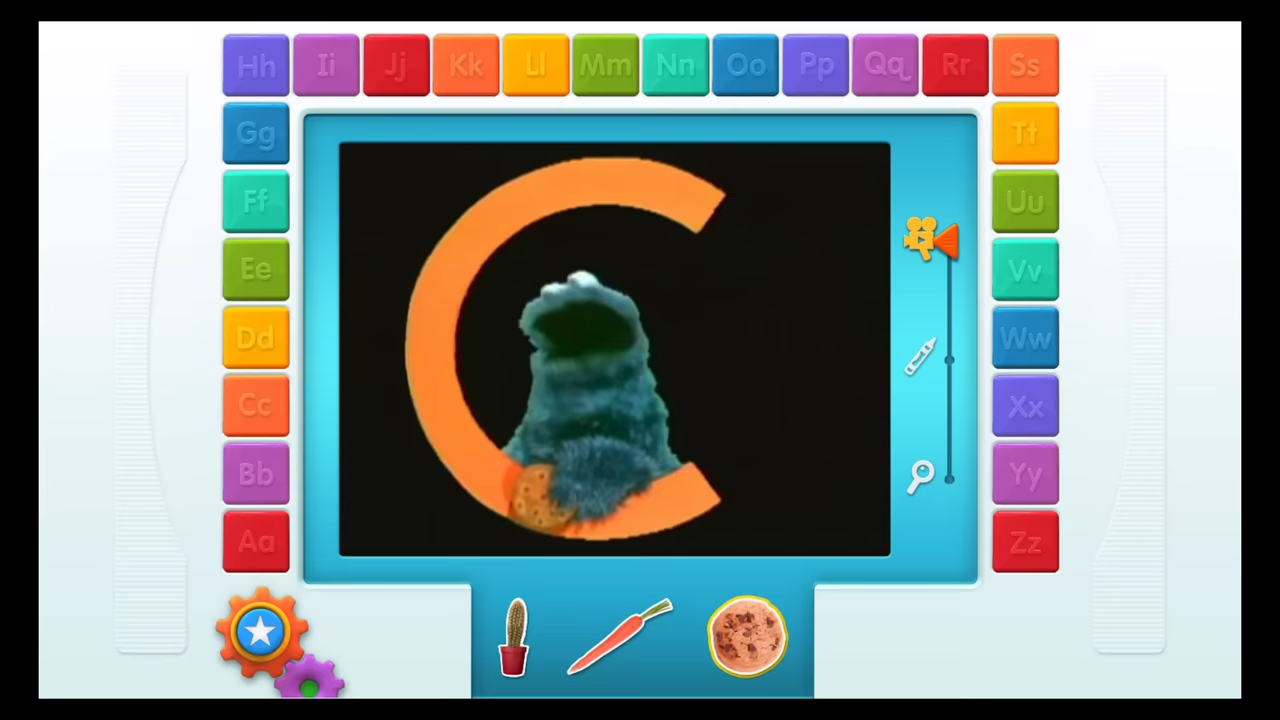 Hh Ii Jj Kk Ll Mm Nn Oo Pp Qq Rr Ss
Gg Tt
Ff Uu
Ee Vv
Dd Ww
Cc Xx
Bb Yy
Aa Zz
C